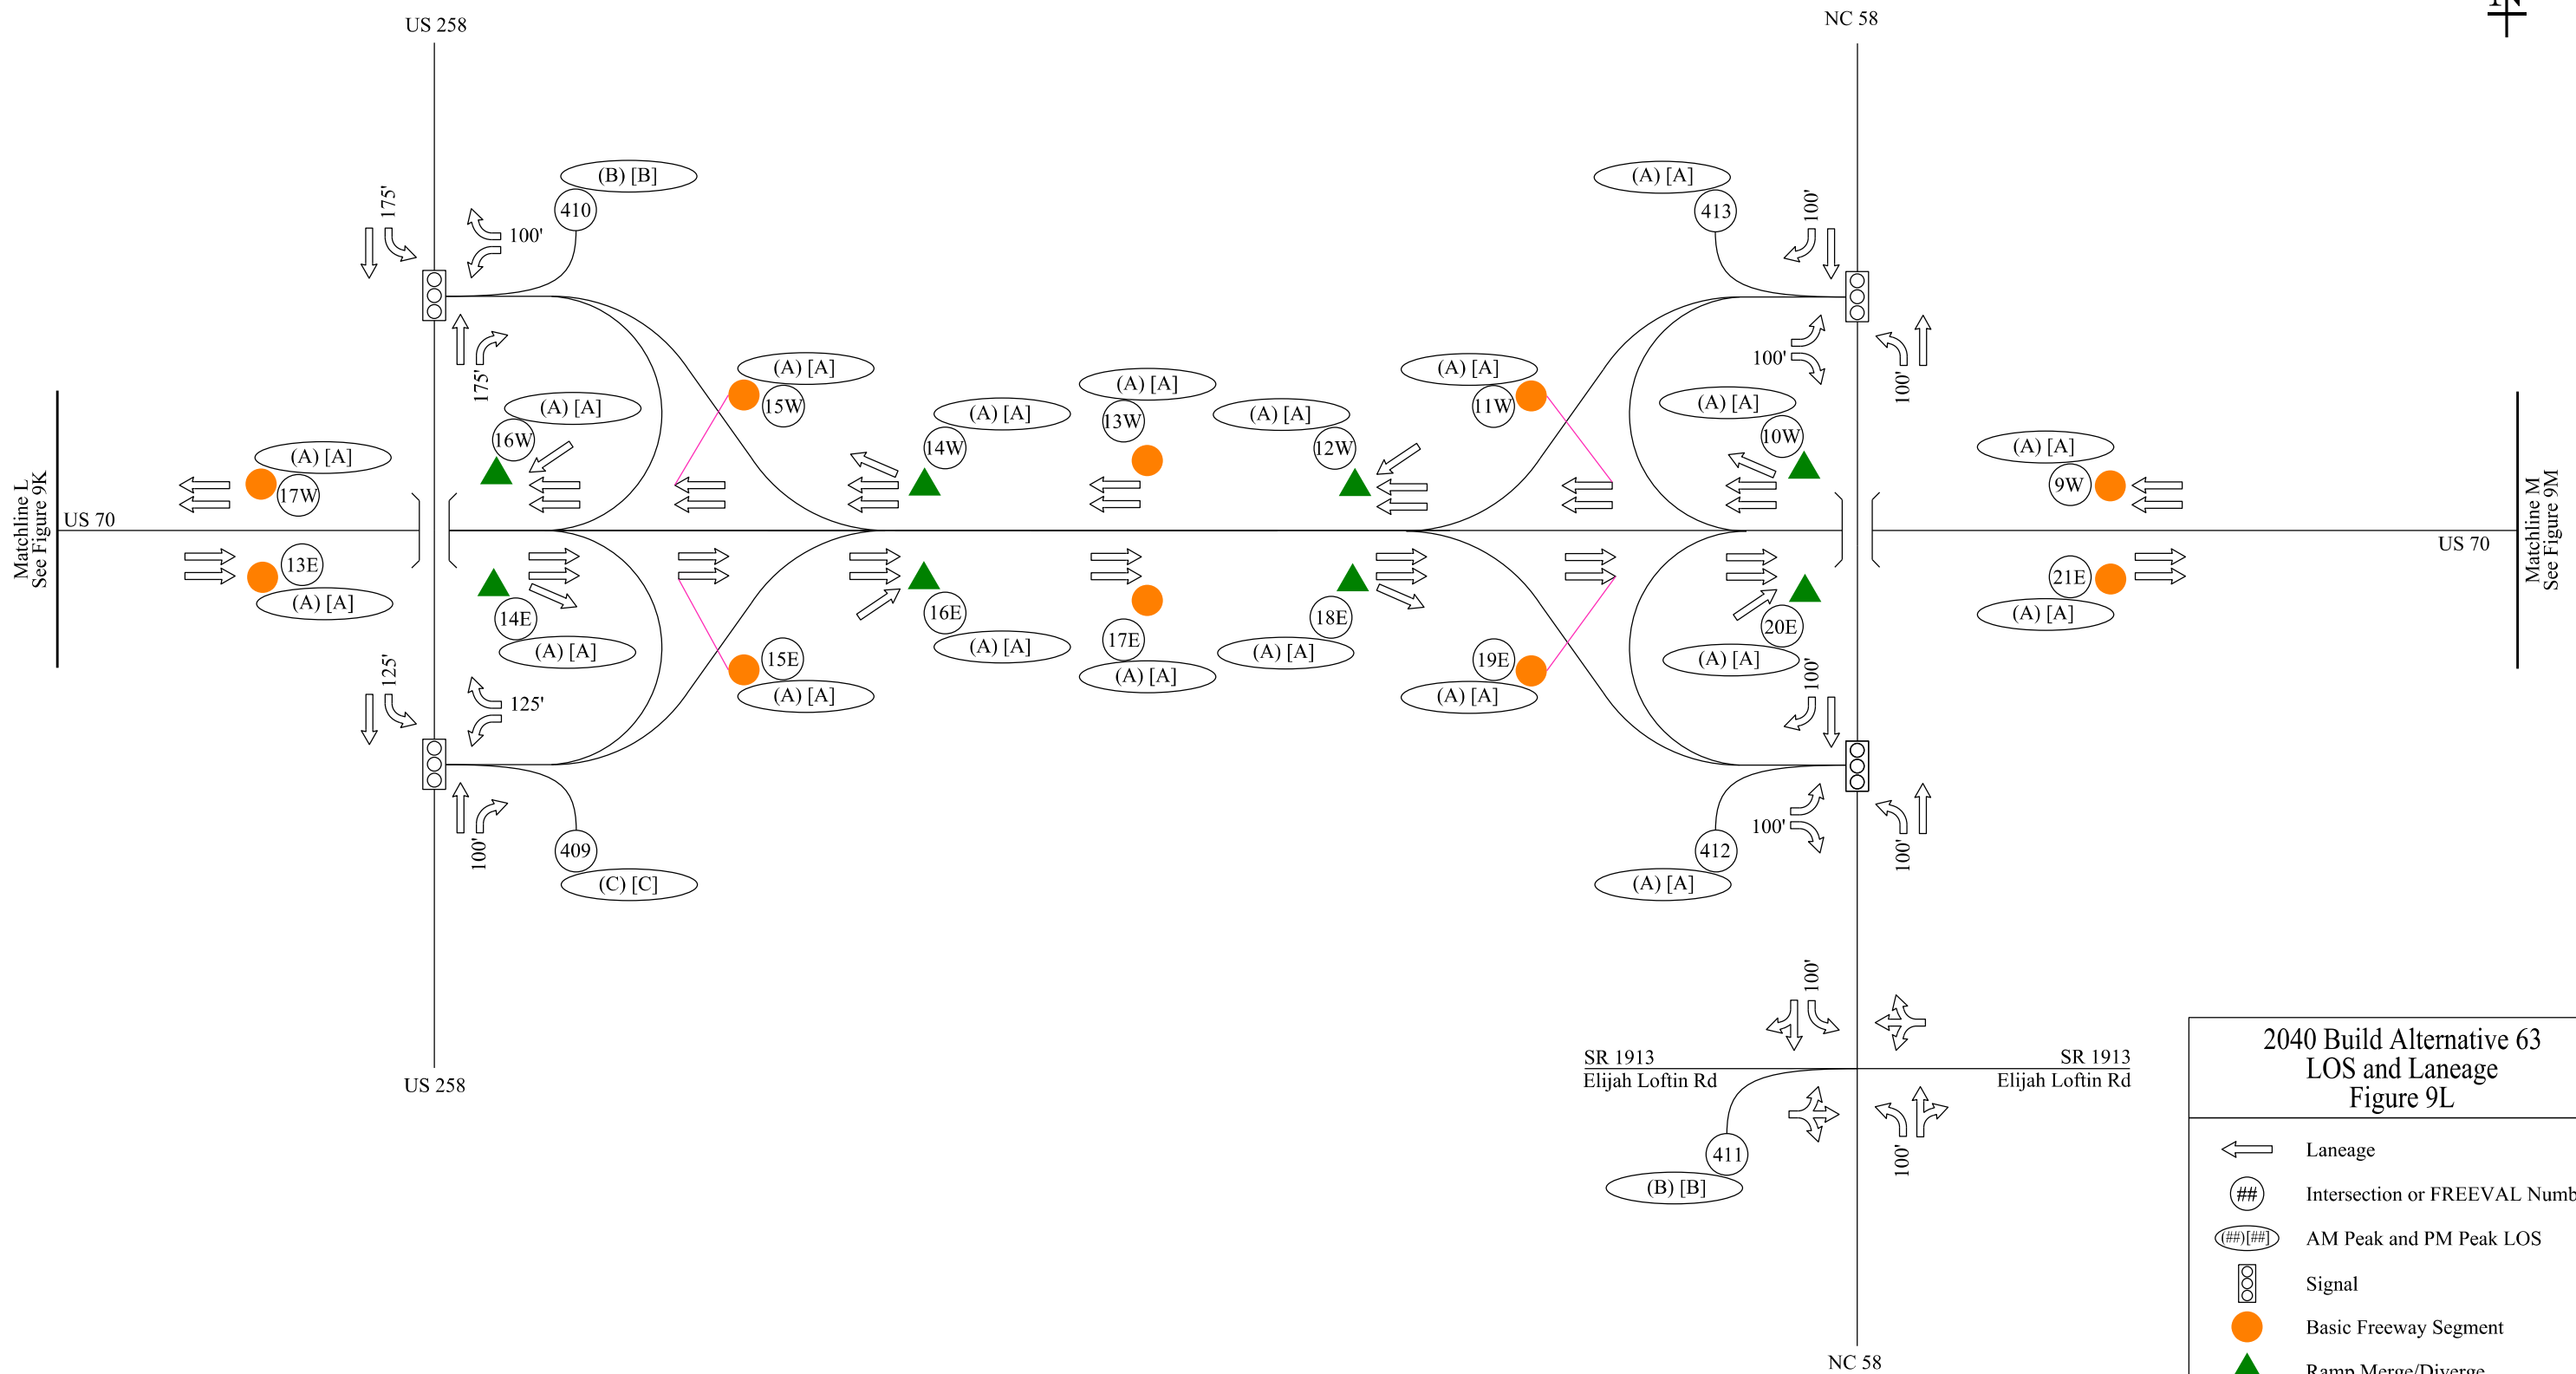 US 258
NC 58
N
(B) [B]
410
(A) [A]
413
175'
100'
100'
175'
100'
100'
(A) [A]
15W
(A) [A]
13W
(A) [A]
11W
(A) [A]
16W
(A) [A]
14W
(A) [A]
12W
(A) [A]
10W
(A) [A]
17W
(A) [A]
9W
Matchline L
See Figure 9K
US 70
US 70
Matchline M
See Figure 9M
13E
(A) [A]
14E
(A) [A]
15E
(A) [A]
16E
(A) [A]
17E
(A) [A]
18E
(A) [A]
19E
(A) [A]
20E
(A) [A]
21E
(A) [A]
125'
125'
100'
100'
100'
100'
409
(C) [C]
412
(A) [A]
US 258
100'
SR 1913
Elijah Loftin Rd
SR 1913
Elijah Loftin Rd
100'
411
(B) [B]
NC 58
2040 Build Alternative 63
LOS and Laneage
Figure 9L
Laneage
## Intersection or FREEVAL Numb
(##)[##] AM Peak and PM Peak LOS
Signal
Basic Freeway Segment
Ramp Merge/Diverge